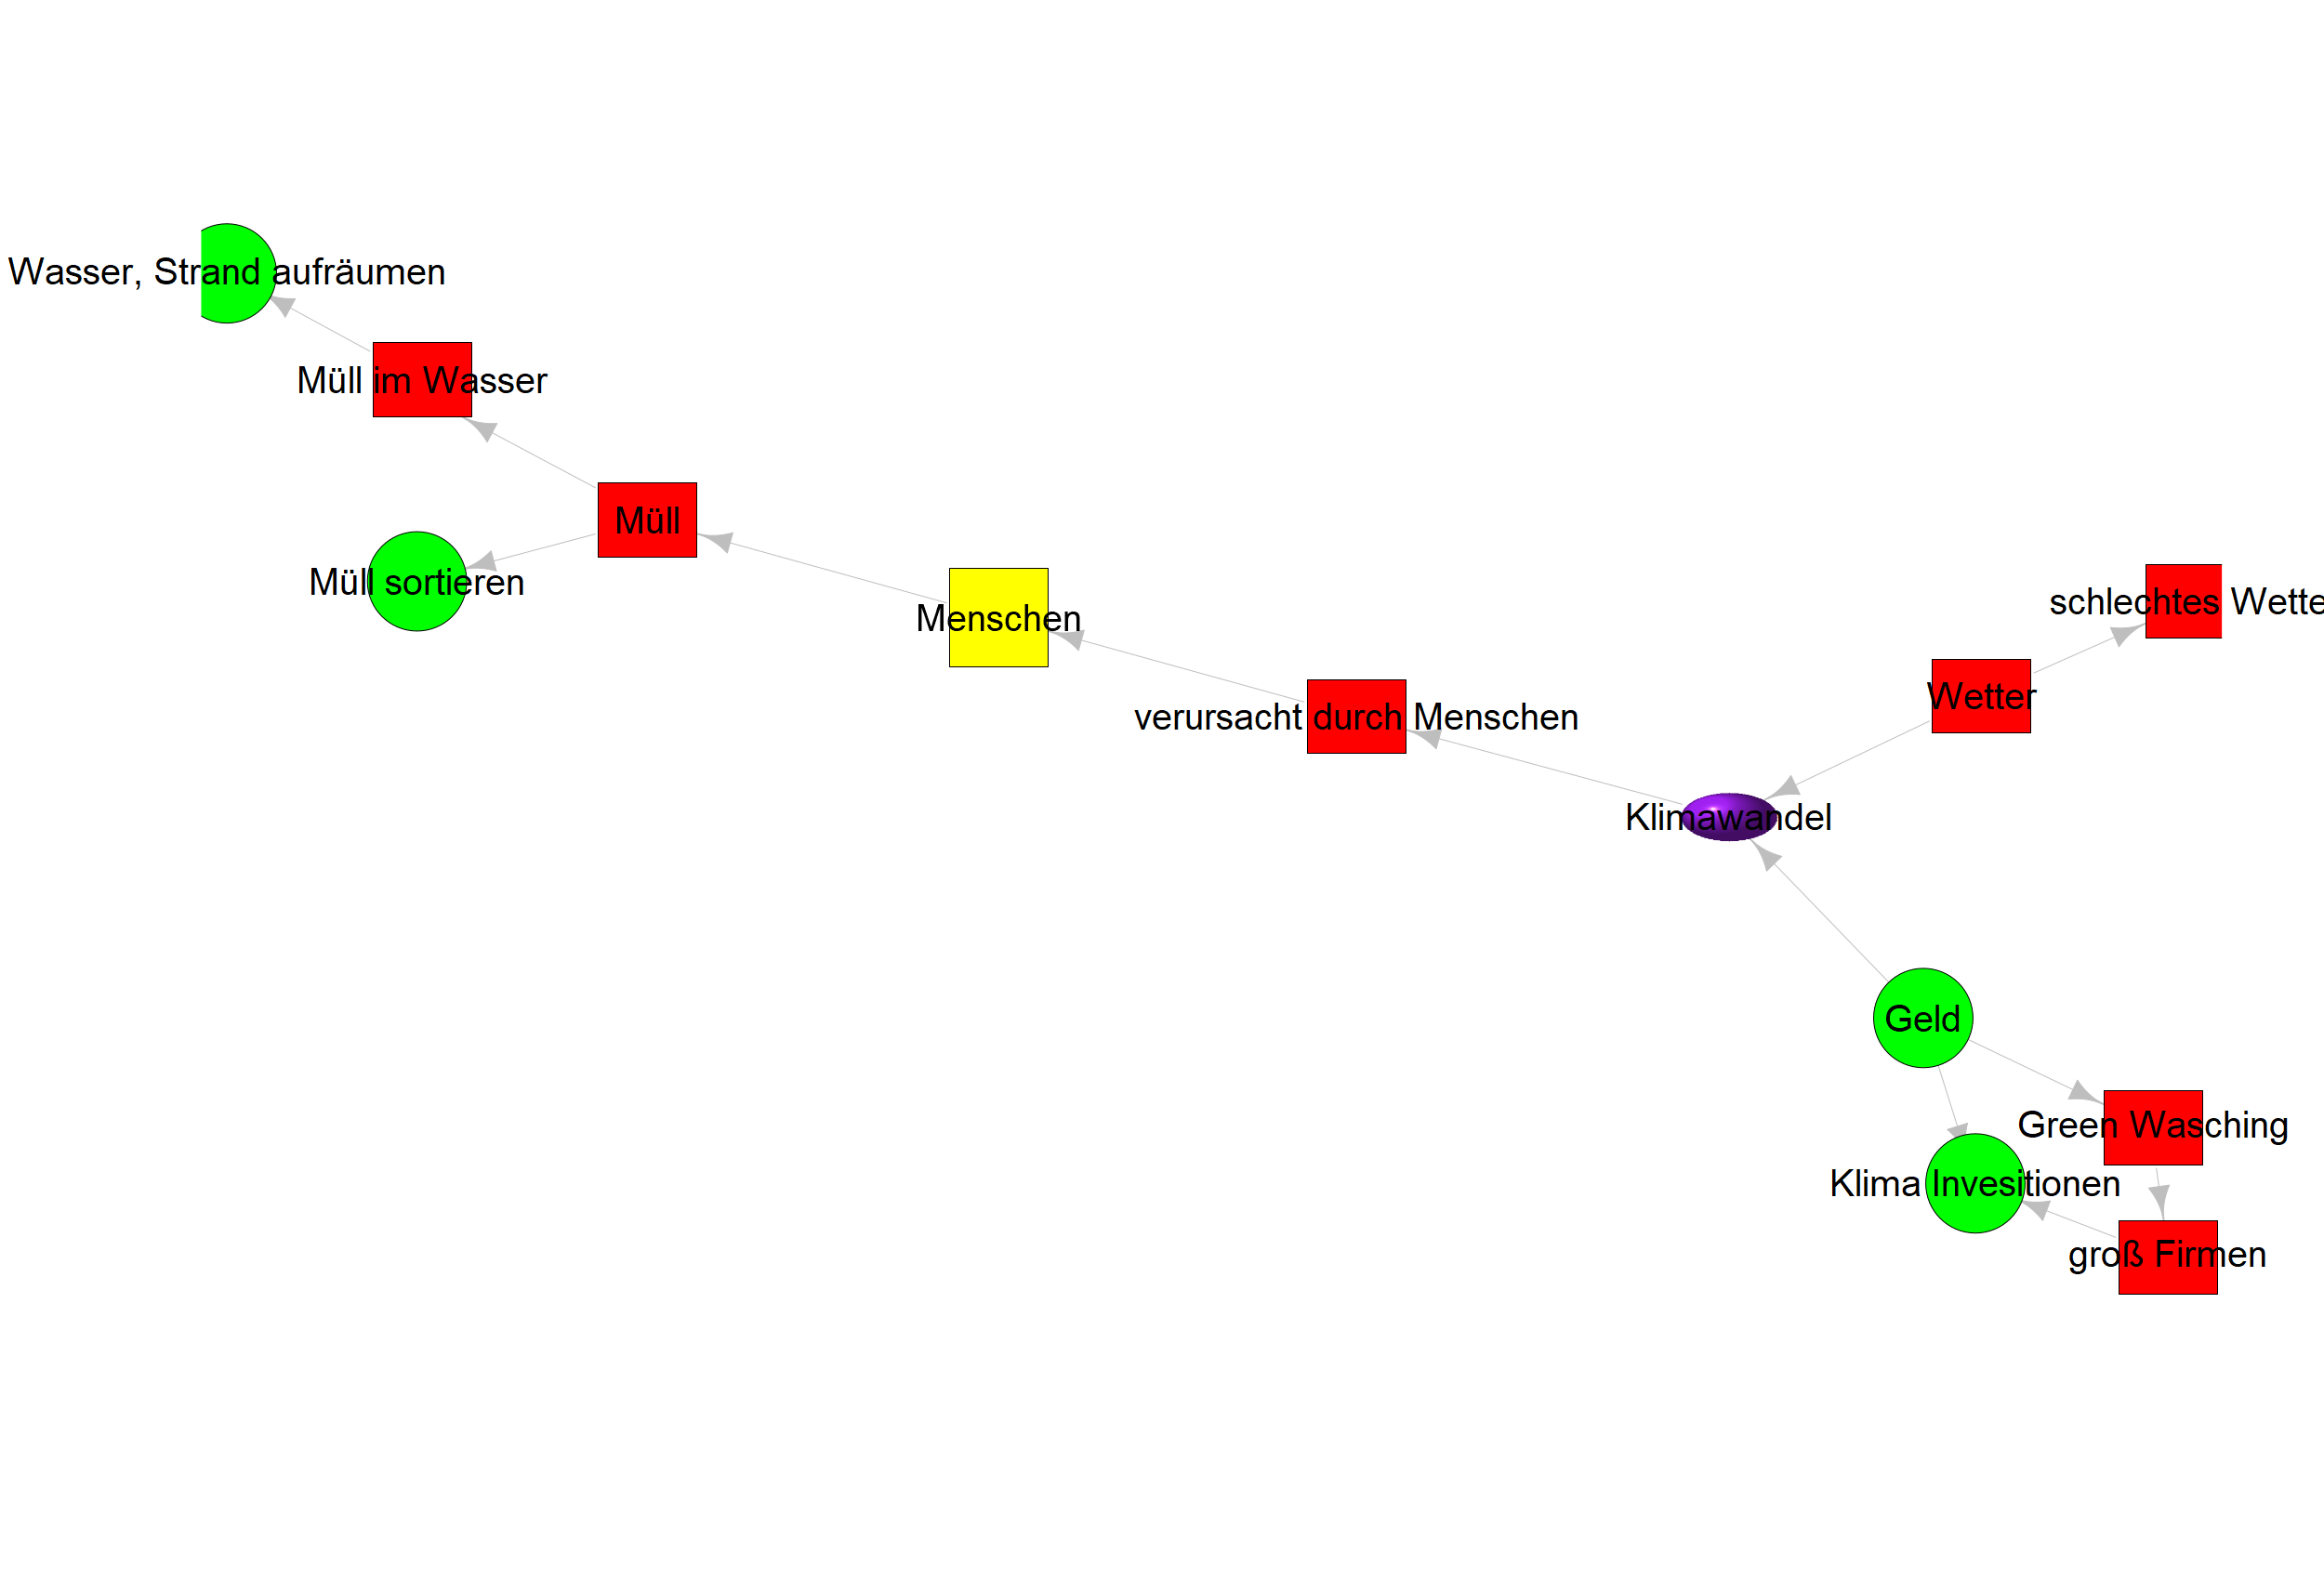 Wasser, Strand aufräumen
Müll im Wasser
Müll
Müll sortieren
Menschen
schlechtes Wette
Wetter
verursacht durch Menschen
Klimawandel
Geld
Green Wasching
Klima Invesitionen
groß Firmen